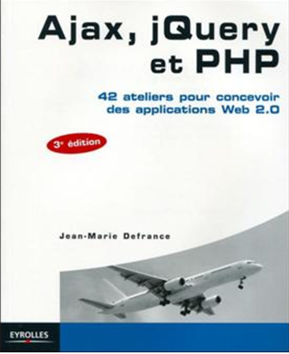 Ajax, jQuery
et PHP
42 ateliers pour concevoir
des applications Web 2.0
3e édition
Jean-Marie Defrance
EYROLLES